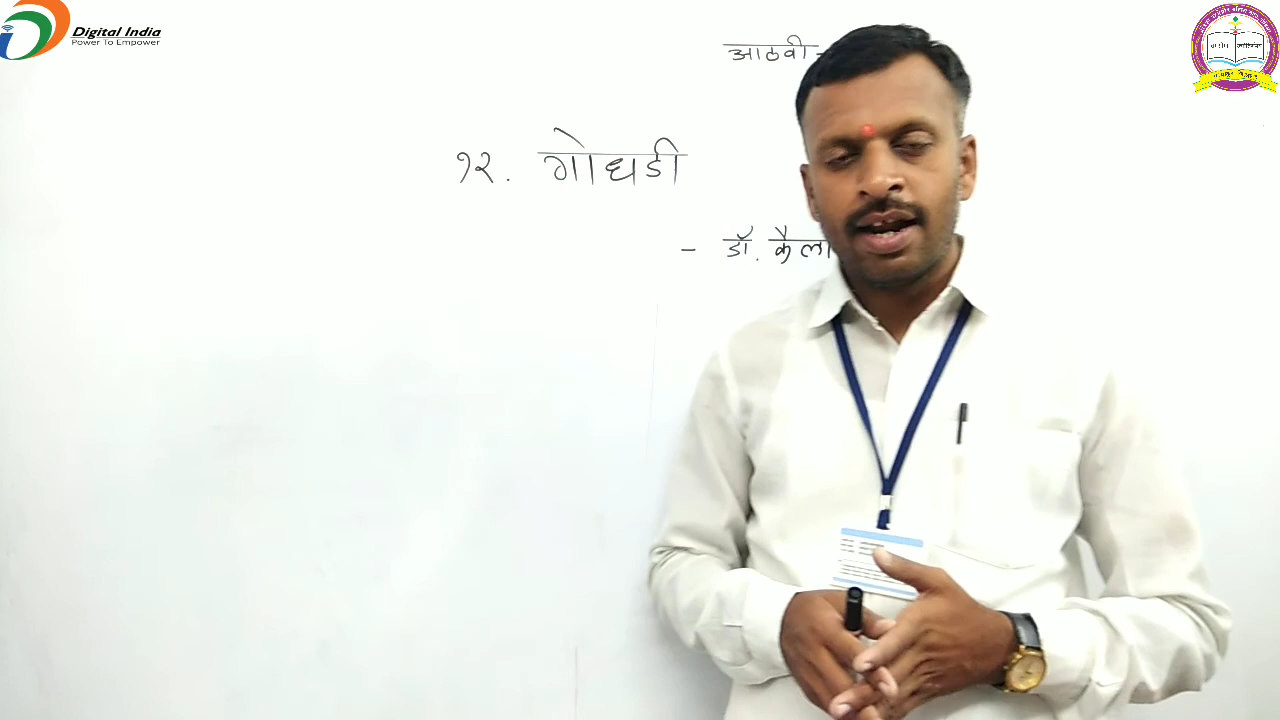 Digital India
Power To Empower
आठवी -
१२. गोधडी
- डॉ. कैला